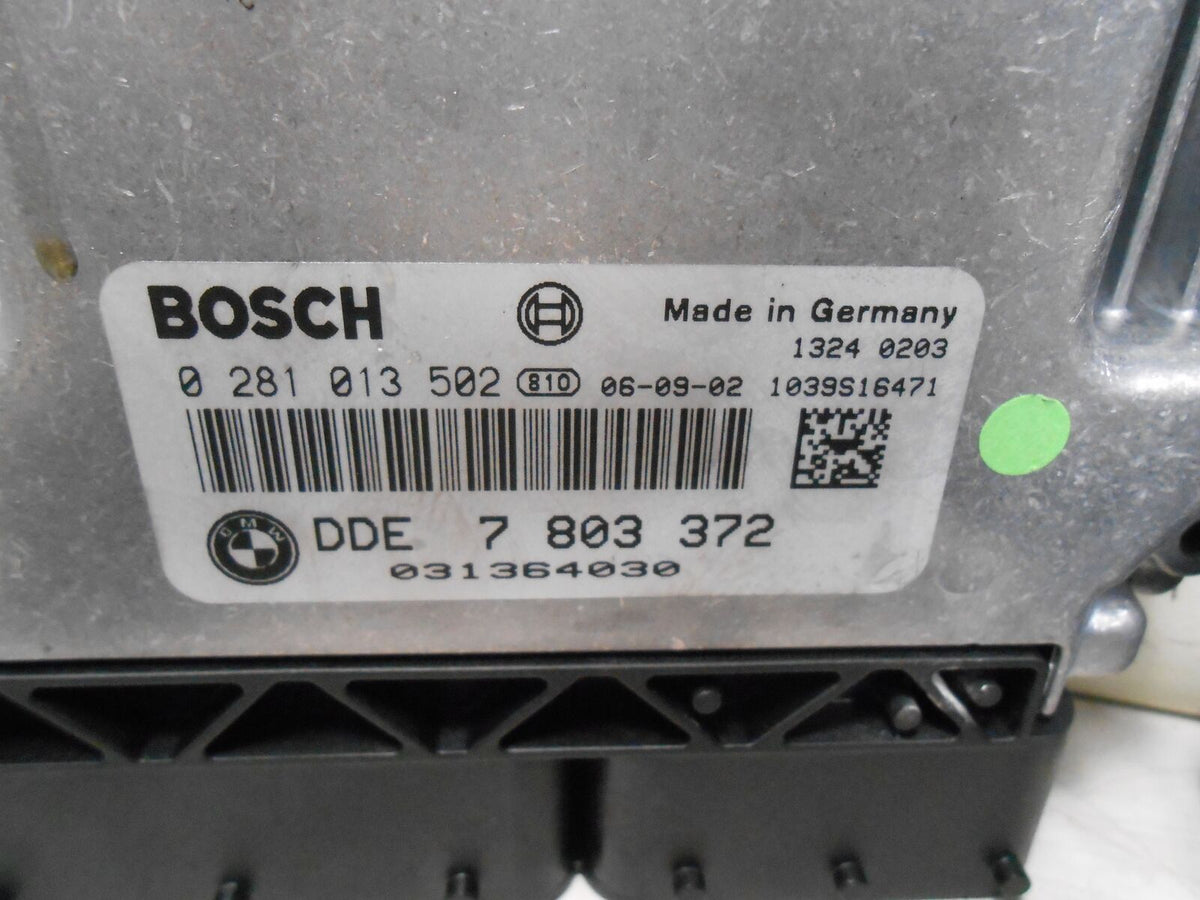 BOSCH
Made in Germany
1324 0203
0 281 013 502 810 06-09-02 1039S16471
BMW DDE 7 803 372
031364030